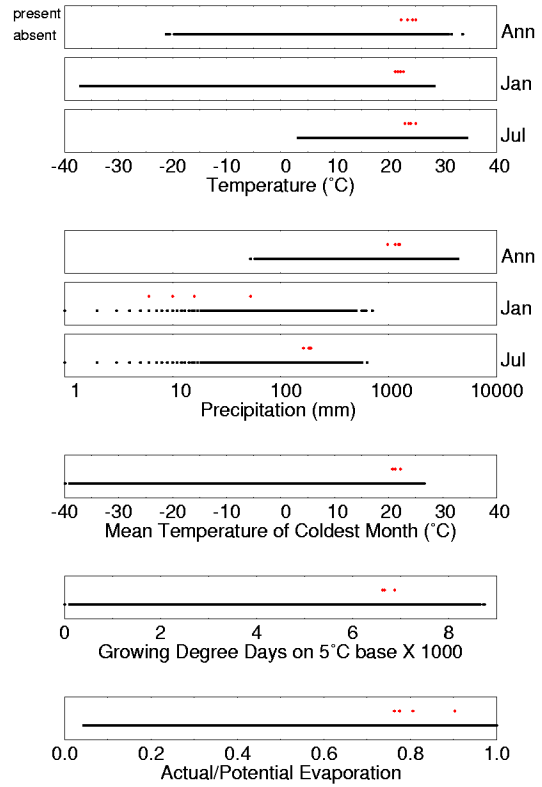 present
absent
Ann
Jan
Jul
-40 -20 -10 0 10 20 30 40
Temperature (˚C)
Ann
Jan
Jul
1 10 100 1000 10000
Precipitation (mm)
-40 -20 -10 0 10 20 30 40
Mean Temperature of Coldest Month (˚C)
0 2 4 6 8
Growing Degree Days on 5˚C base X 1000
0.0 0.2 0.4 0.6 0.8 1.0
Actual/Potential Evaporation